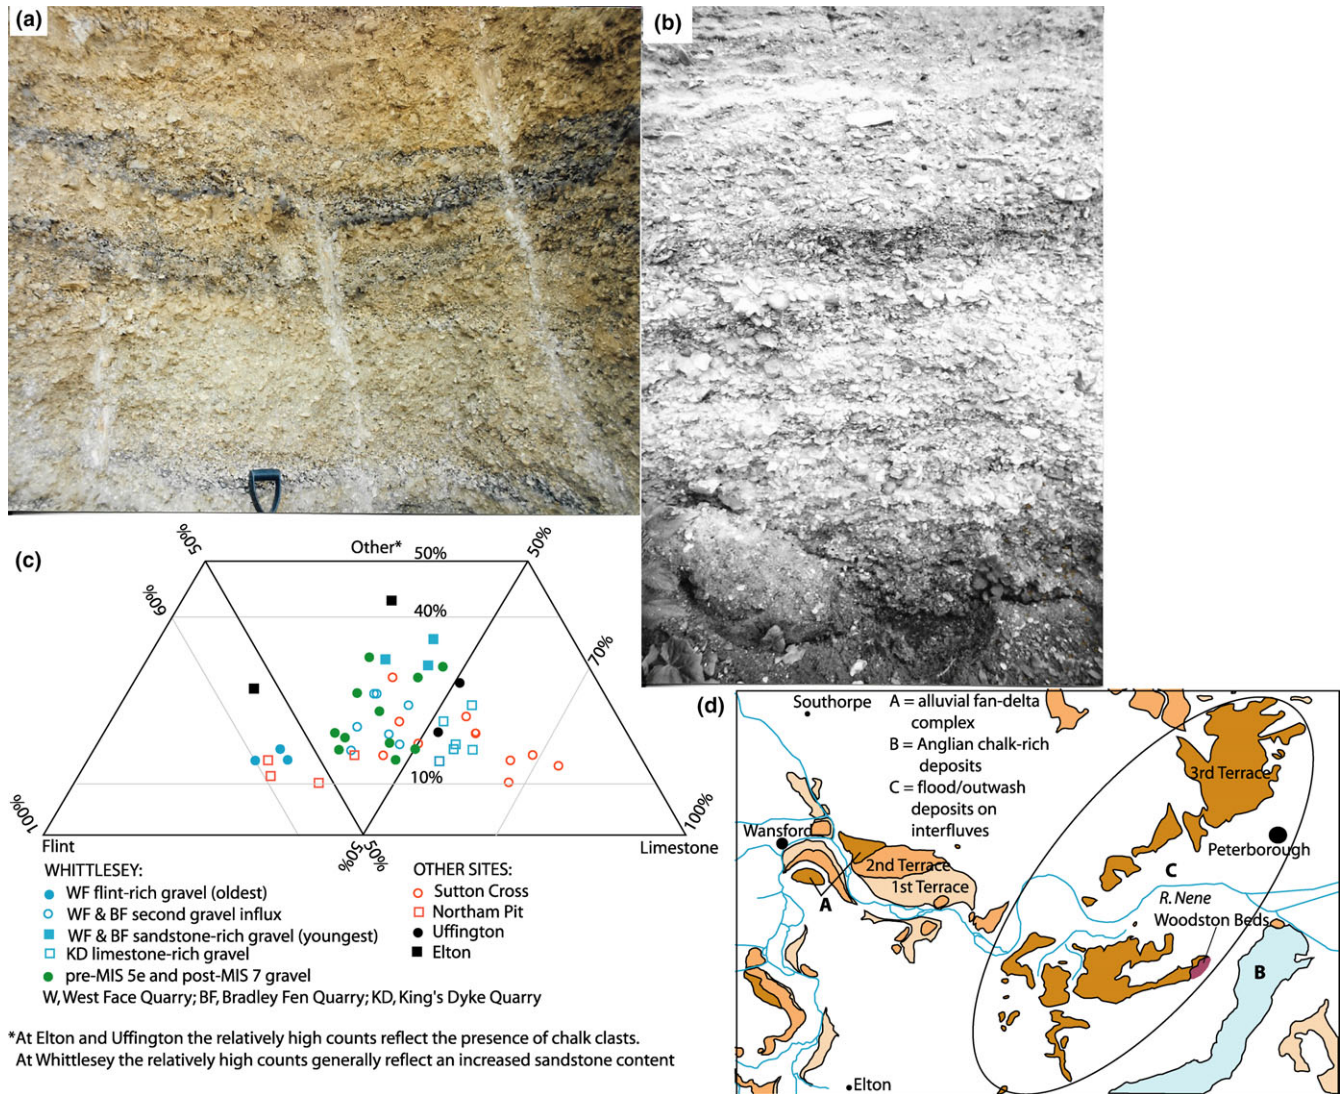 (a)
(b)
(c)
50%
Other*
50%
50%
60%
40%
70%
10%
100%
Flint
50%
50%
Limestone
100%
WHITTLESEY:
WF flint-rich gravel (oldest)
WF & BF second gravel influx
WF & BF sandstone-rich gravel (youngest)
KD limestone-rich gravel
pre-MIS 5e and post-MIS 7 gravel
W, West Face Quarry; BF, Bradley Fen Quarry; KD, King's Dyke Quarry
OTHER SITES:
Sutton Cross
Northam Pit
Uffington
Elton
*At Elton and Uffington the relatively high counts reflect the presence of chalk clasts.
At Whittlesey the relatively high counts generally reflect an increased sandstone content
(d)
Southorpe
A = alluvial fan-delta
complex
B = Anglian chalk-rich
deposits
C = flood/outwash
deposits on
interfluves
3rd Terrace
Wansford
2nd Terrace
1st Terrace
A
Peterborough
C
R. Nene
Woodston Beds
B
Elton